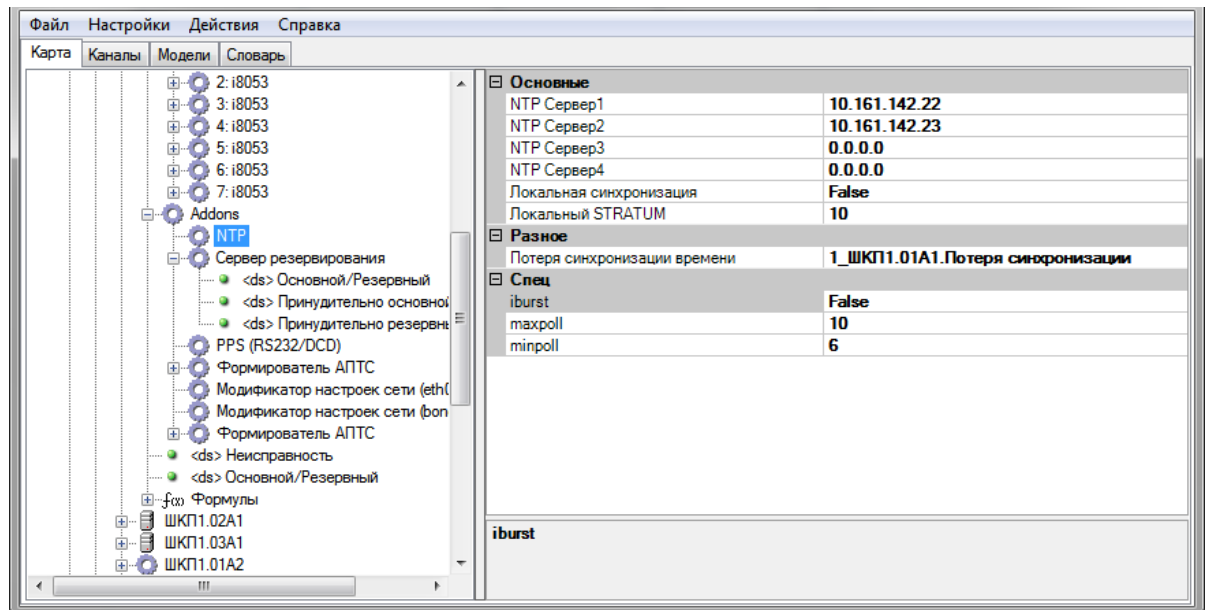 Файл Настройки Действия Справка
Карта Каналы Модели Словарь
2: i8053
3: i8053
4: i8053
5: i8053
6: i8053
7: i8053
Addons
NTP
Сервер резервирования
<ds> Основной/Резервный
<ds> Принудительно основной
<ds> Принудительно резервнь
PPS (RS232/DCD)
Формирователь АПТС
Модификатор настроек сети (eth0
Модификатор настроек сети (bon
Формирователь АПТС
<ds> Неисправность
<ds> Основной/Резервный
f(x) Формулы
ШКП1.02А1
ШКП1.03А1
ШКП1.01А2
Основные
NTP Сервер1 10.161.142.22
NTP Сервер2 10.161.142.23
NTP Сервер3 0.0.0.0
NTP Сервер4 0.0.0.0
Локальная синхронизация False
Локальный STRATUM 10
Разное
Потеря синхронизации времени 1_ШКП1.01А1.Потеря синхронизации
Спец
iburst False
maxpoll 10
minpoll 6
iburst